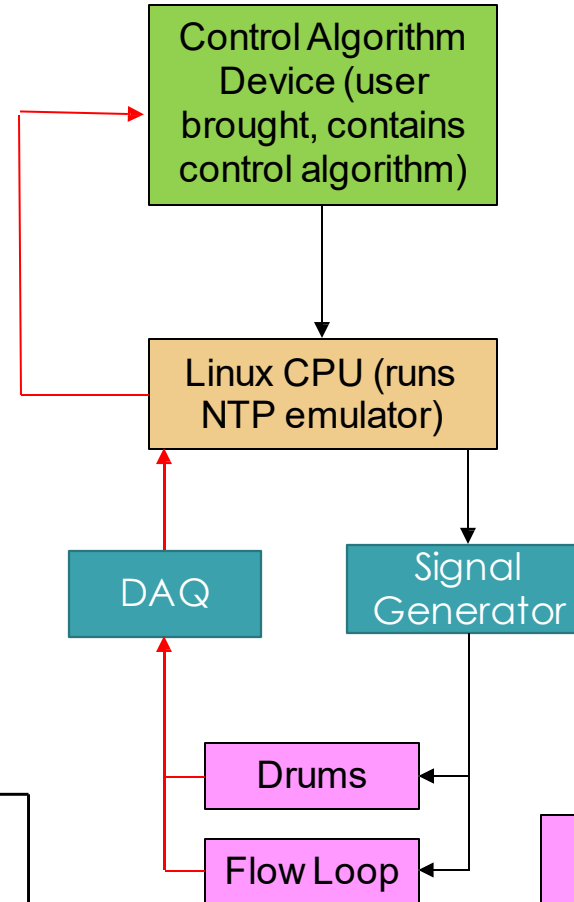 Control Algorithm
Device (user
brought, contains
control algorithm)
Linux CPU (runs
NTP emulator)
DAQ
Signal
Generator
Drums
Flow Loop